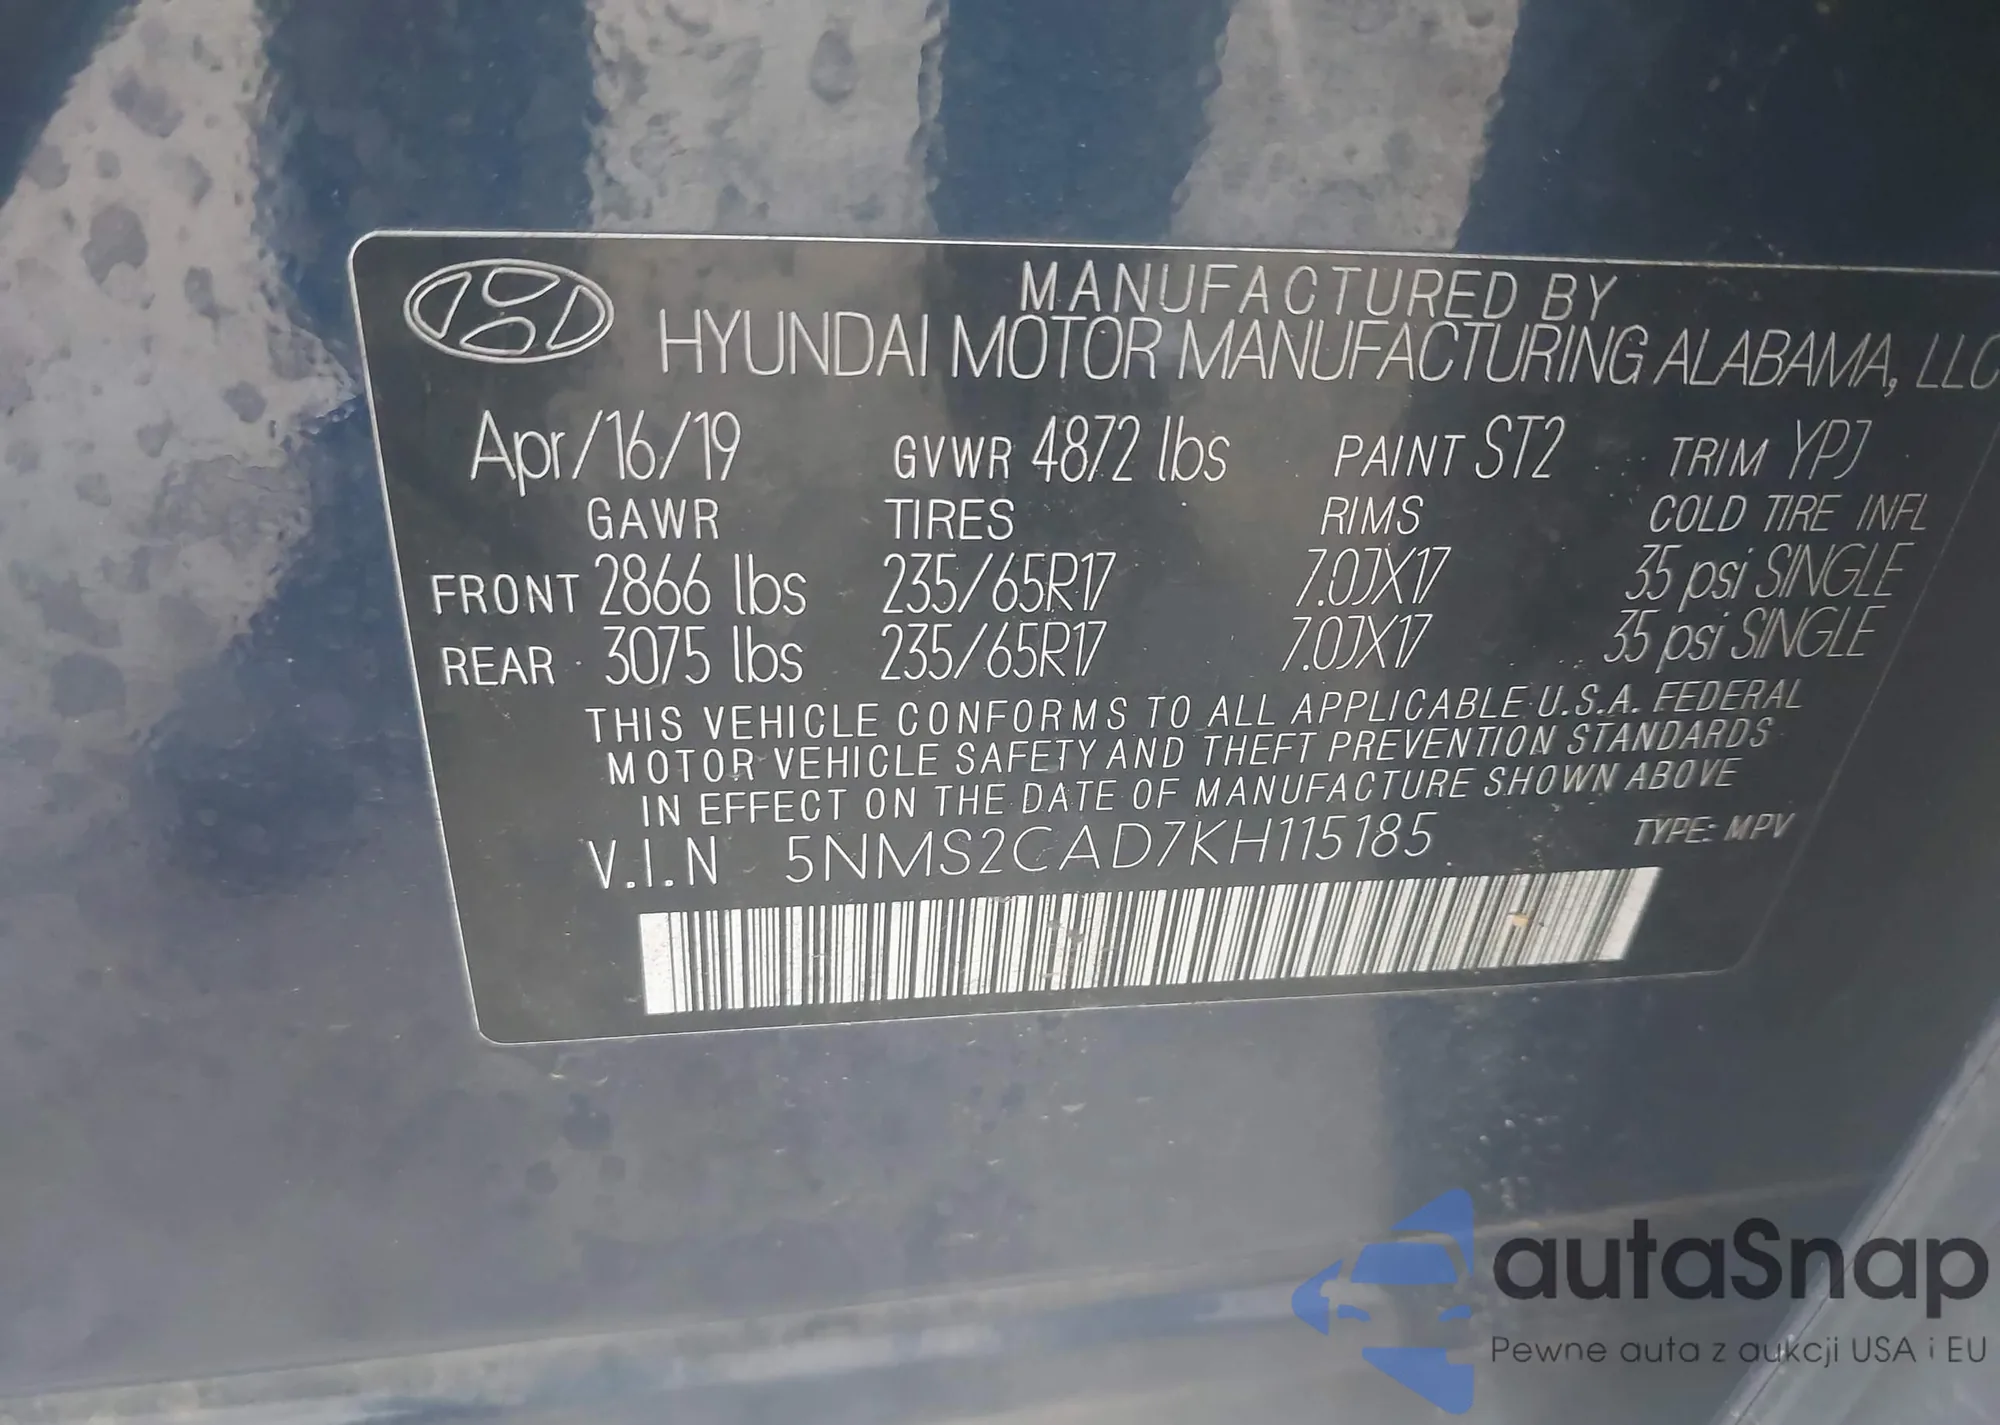 MANUFACTURED BY
HYUNDAI MOTOR MANUFACTURING ALABAMA, LLC
Apr/16/19 GVWR 4872 lbs PAINT ST2 TRIM YPJ
GAWR TIRES RIMS COLD TIRE INFL
FRONT 2866 lbs 235/65R17 7.0JX17 35 psi SINGLE
REAR 3075 lbs 235/65R17 7.0JX17 35 psi SINGLE
THIS VEHICLE CONFORMS TO ALL APPLICABLE U.S.A. FEDERAL
MOTOR VEHICLE SAFETY AND THEFT PREVENTION STANDARDS
IN EFFECT ON THE DATE OF MANUFACTURE SHOWN ABOVE
V.I.N 5NMS2CAD7KH115185 TYPE: MPV
autaSnap
Pewne auta z aukcji USA i EU